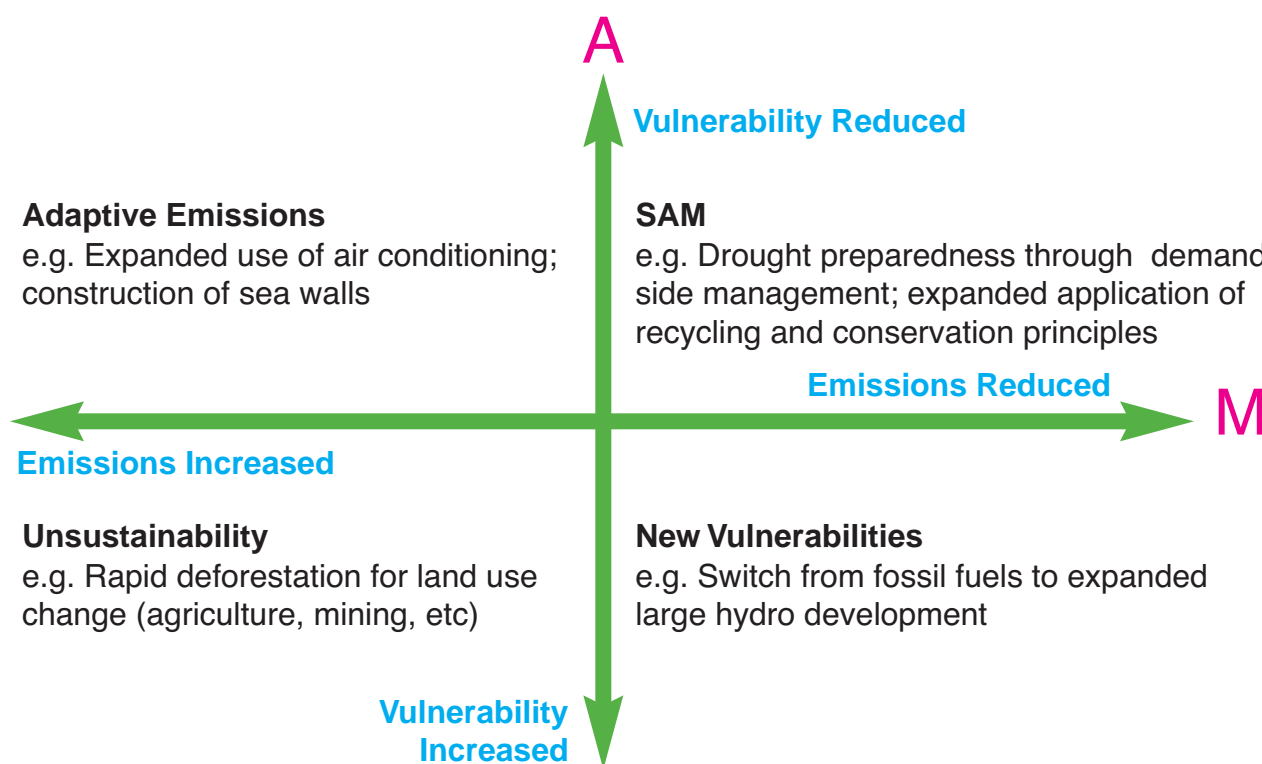 A
Vulnerability Reduced
Adaptive Emissions
e.g. Expanded use of air conditioning;
construction of sea walls
SAM
e.g. Drought preparedness through demand
side management; expanded application of
recycling and conservation principles
Emissions Reduced
M
Emissions Increased
Unsustainability
e.g. Rapid deforestation for land use
change (agriculture, mining, etc)
New Vulnerabilities
e.g. Switch from fossil fuels to expanded
large hydro development
Vulnerability
Increased